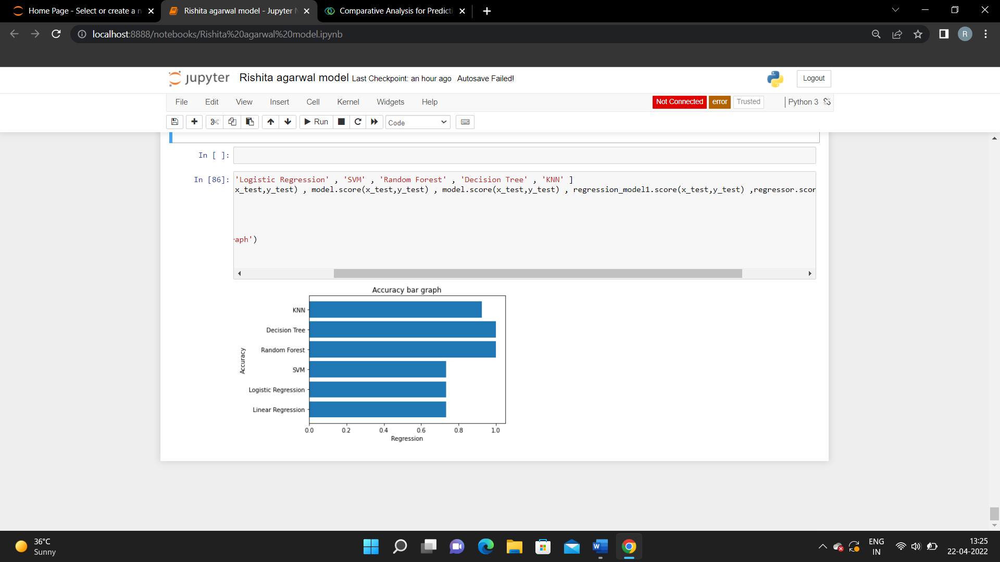 Home Page - Select or create a n
Rishita agarwal model - Jupyter N
Comparative Analysis for Predicti
localhost:8888/notebooks/Rishita%20agarwal%20model.ipynb
R
jupyter Rishita agarwal model Last Checkpoint: an hour ago Autosave Failed!
Logout
File Edit View Insert Cell Kernel Widgets Help
Not Connected error Trusted Python 3
Run Code
In [ ]:
In [86]: 'Logistic Regression' , 'SVM' , 'Random Forest' , 'Decision Tree' , 'KNN' ]
x_test,y_test) , model.score(x_test,y_test) , model.score(x_test,y_test) , regression_model1.score(x_test,y_test) ,regressor.scor
raph')
Accuracy bar graph
KNN
Decision Tree
Random Forest
SVM
Logistic Regression
Linear Regression
Accuracy
0.0 0.2 0.4 0.6 0.8 1.0
Regression
36°C
Sunny
W
ENG
IN
13:25
22-04-2022